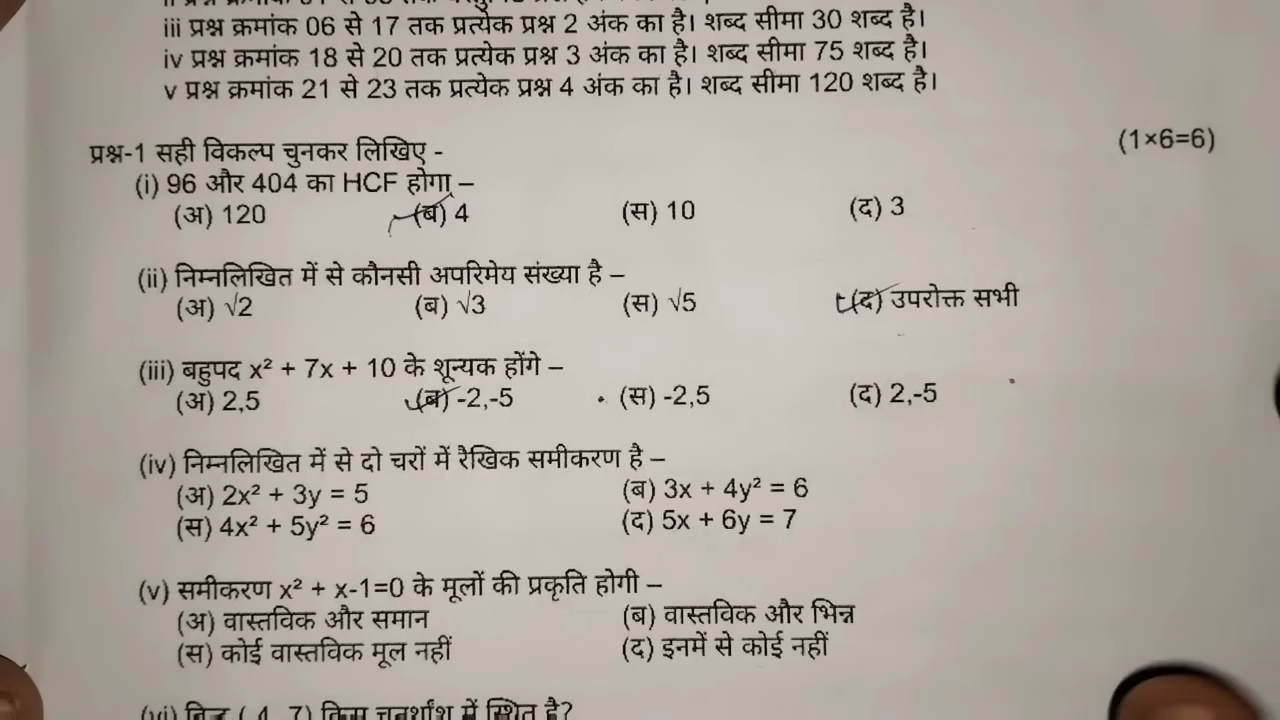 iii प्रश्न क्रमांक 06 से 17 तक प्रत्येक प्रश्न 2 अंक का है। शब्द सीमा 30 शब्द है।
iv प्रश्न क्रमांक 18 से 20 तक प्रत्येक प्रश्न 3 अंक का है। शब्द सीमा 75 शब्द है।
v प्रश्न क्रमांक 21 से 23 तक प्रत्येक प्रश्न 4 अंक का है। शब्द सीमा 120 शब्द है।
प्रश्न-1 सही विकल्प चुनकर लिखिए - (1×6=6)
(i) 96 और 404 का HCF होगा –
(अ) 120 (ब) 4 (स) 10 (द) 3
(ii) निम्नलिखित में से कौनसी अपरिमेय संख्या है –
(अ) √2 (ब) √3 (स) √5 (द) उपरोक्त सभी
(iii) बहुपद x² + 7x + 10 के शून्यक होंगे –
(अ) 2,5 (ब) -2,-5 (स) -2,5 (द) 2,-5
(iv) निम्नलिखित में से दो चरों में रैखिक समीकरण है –
(अ) 2x² + 3y = 5 (ब) 3x + 4y² = 6
(स) 4x² + 5y² = 6 (द) 5x + 6y = 7
(v) समीकरण x² + x-1=0 के मूलों की प्रकृति होगी –
(अ) वास्तविक और समान (ब) वास्तविक और भिन्न
(स) कोई वास्तविक मूल नहीं (द) इनमें से कोई नहीं
(vi) किस चतुर्थांश में स्थित है?